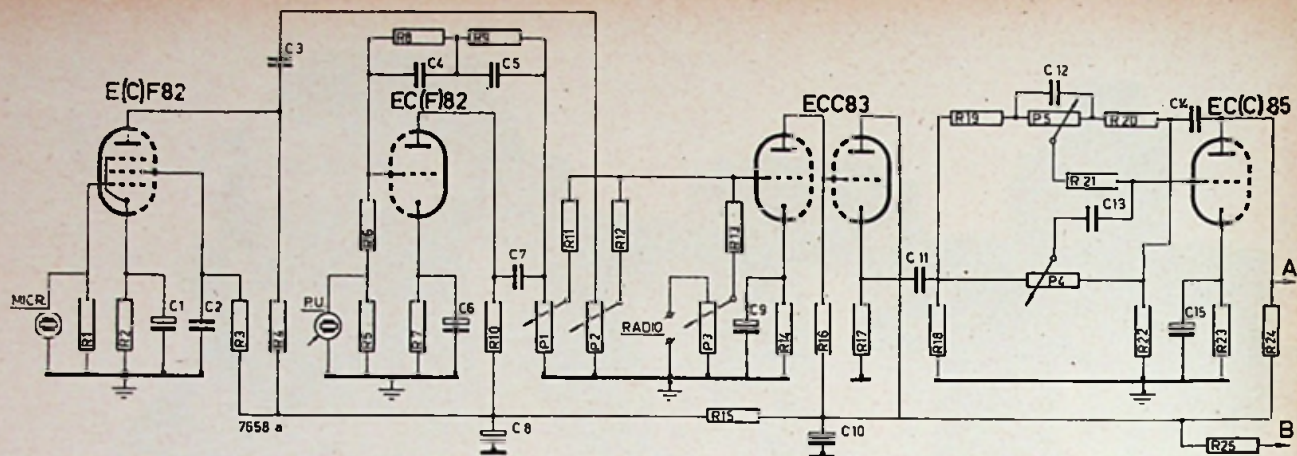 E(C)F82
EC(F)82
ECC83
EC(C)85
C3
R8
R9
C4
C5
C12
R19
P5
R20
C14
R21
C13
R6
R11
R12
R13
C7
C11
P4
MICR.
R1
R2
C1
C2
R3
R4
P.U.
R5
R7
C6
R10
P1
P2
RADIO
P3
C9
R14
R16
R17
R18
R22
C15
R23
R24
A
7658 a
C8
R15
C10
R25
B